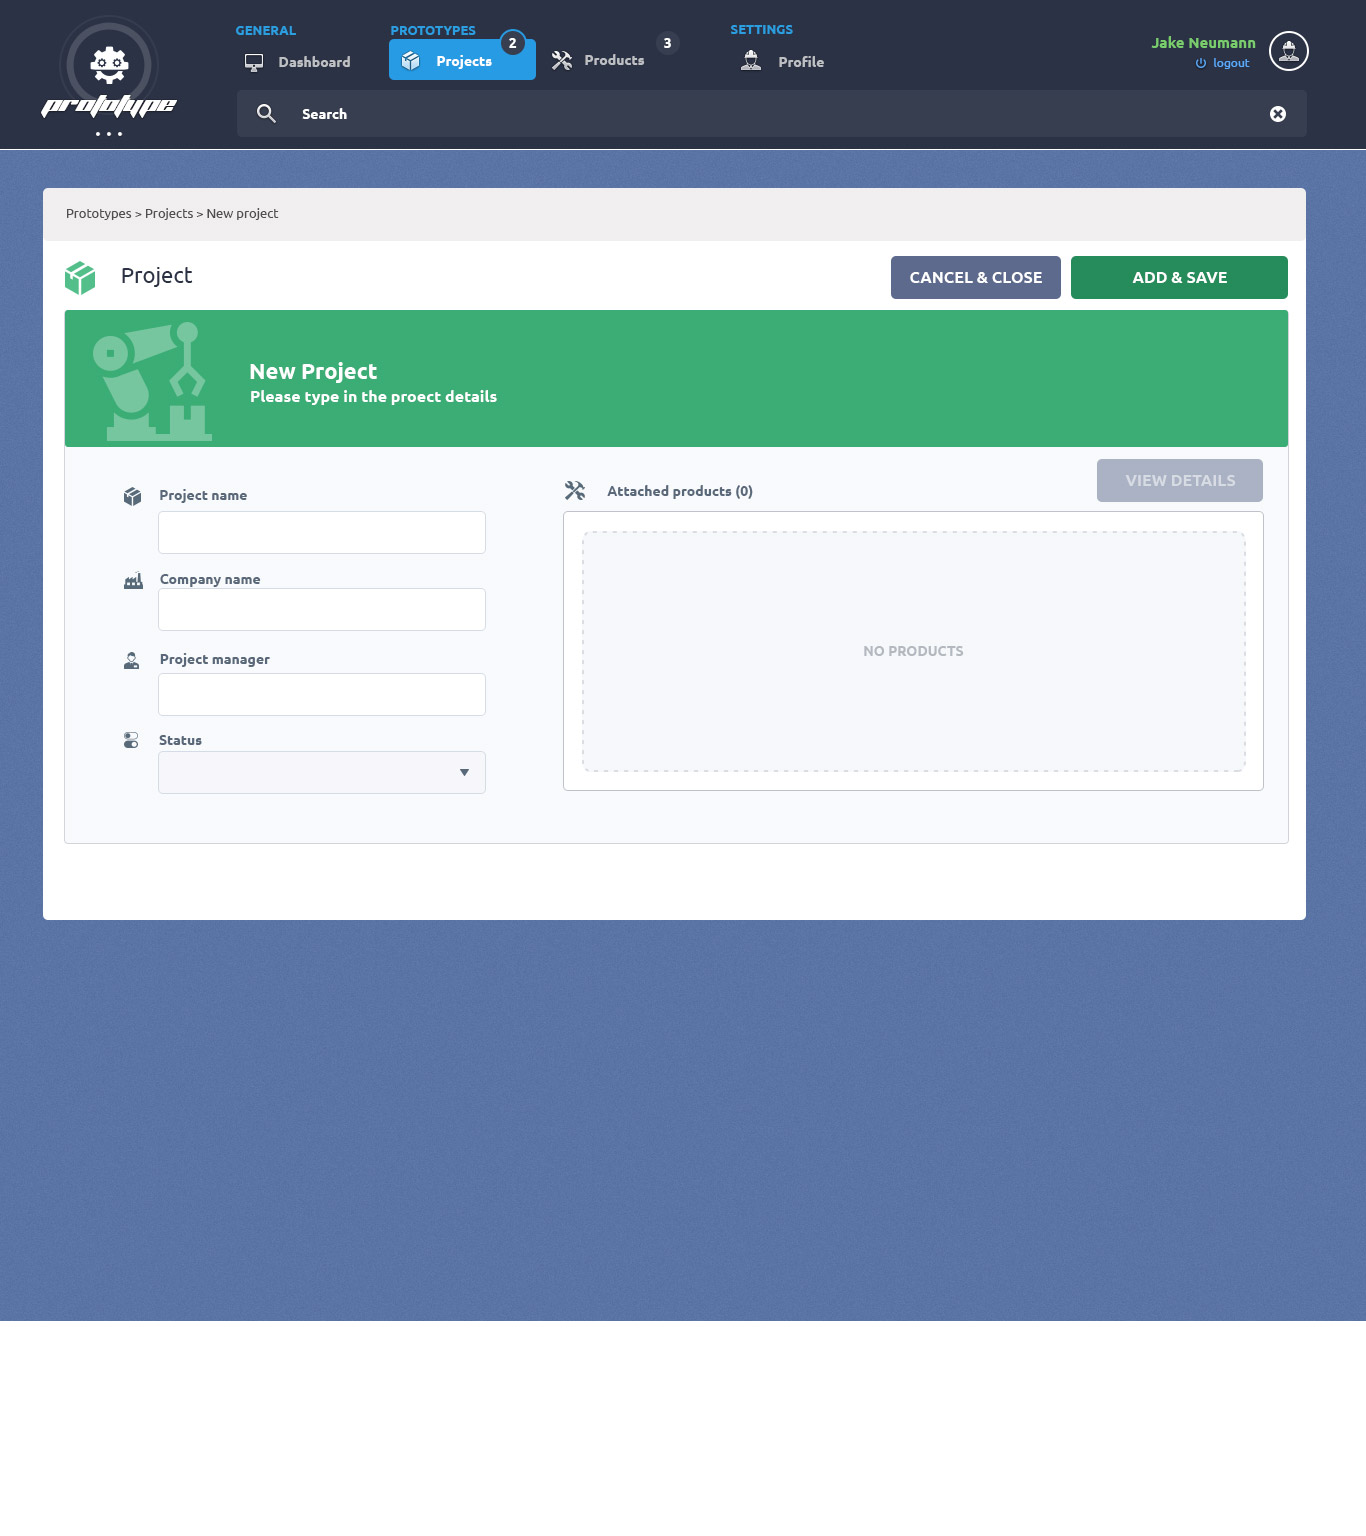 prototype
GENERAL
Dashboard
PROTOTYPES
Projects
2
Products
3
SETTINGS
Profile
Jake Neumann
logout
Search
Prototypes > Projects > New project
Project
CANCEL & CLOSE
ADD & SAVE
New Project
Please type in the proect details
Project name
Company name
Project manager
Status
Attached products (0)
VIEW DETAILS
NO PRODUCTS